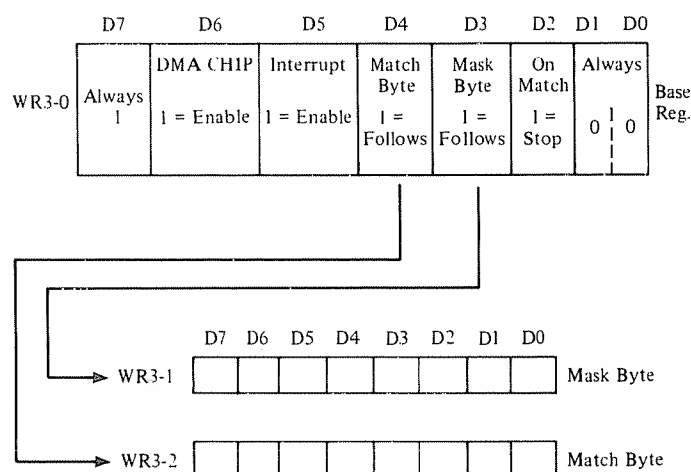 D7 D6 D5 D4 D3 D2 D1 D0
WR3-0
Always
1
DMA CHIP
1 = Enable
Interrupt
1 = Enable
Match
Byte
1 =
Follows
Mask
Byte
1 =
Follows
On
Match
1 =
Stop
Always
0 0
Base
Reg.
D7 D6 D5 D4 D3 D2 D1 D0
WR3-1 Mask Byte
WR3-2 Match Byte